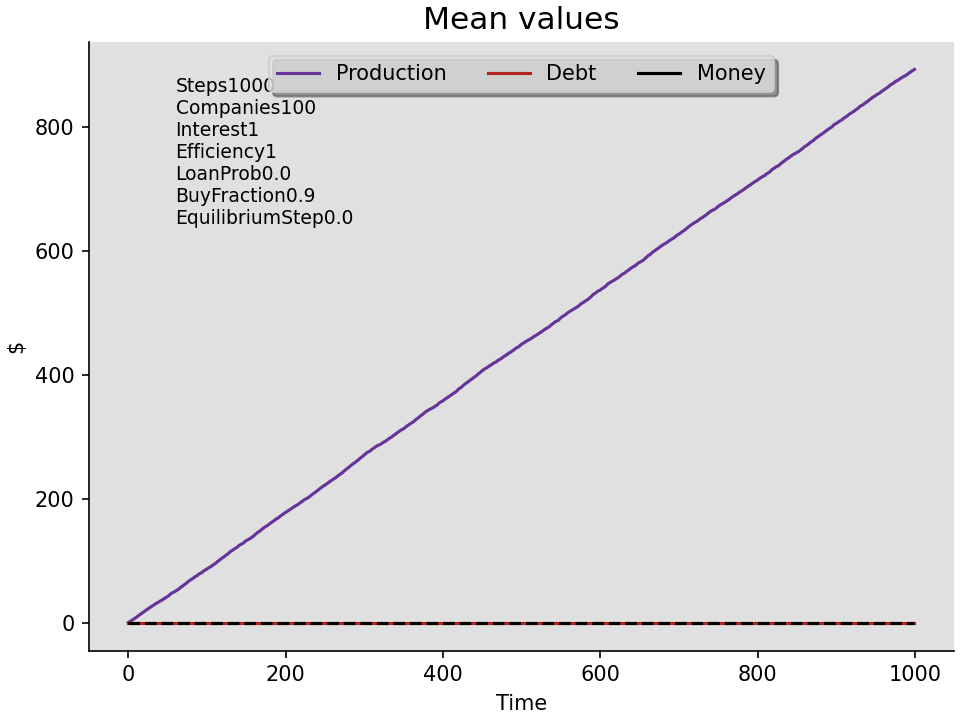 Mean values
Production Debt Money
Steps1000
Companies100
Interest1
Efficiency1
LoanProb0.0
BuyFraction0.9
EquilibriumStep0.0
$
800
600
400
200
0
0 200 400 600 800 1000
Time